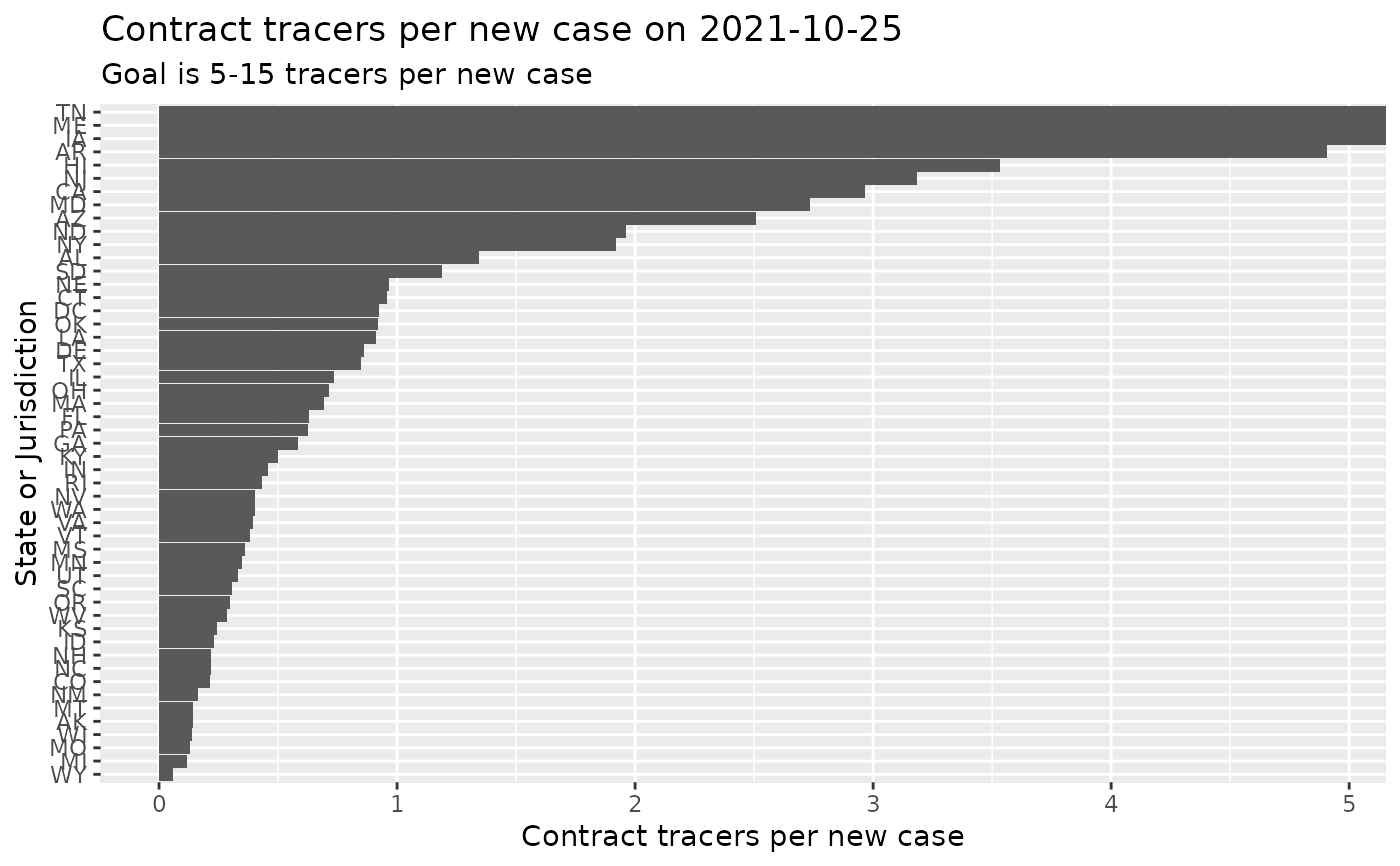 Contract tracers per new case on 2021-10-25
Goal is 5-15 tracers per new case
State or Jurisdiction
TN
ME
IA
AR
HI
NJ
CA
MD
AZ
ND
NY
AL
SD
NE
CT
DC
OK
LA
DE
TX
IL
OH
MA
FL
PA
GA
KY
IN
RI
NV
WA
VA
VT
MS
MN
UT
SC
OR
WV
KS
ID
NH
NC
CO
NM
MT
AK
WI
MO
MI
WY
0 1 2 3 4 5
Contract tracers per new case